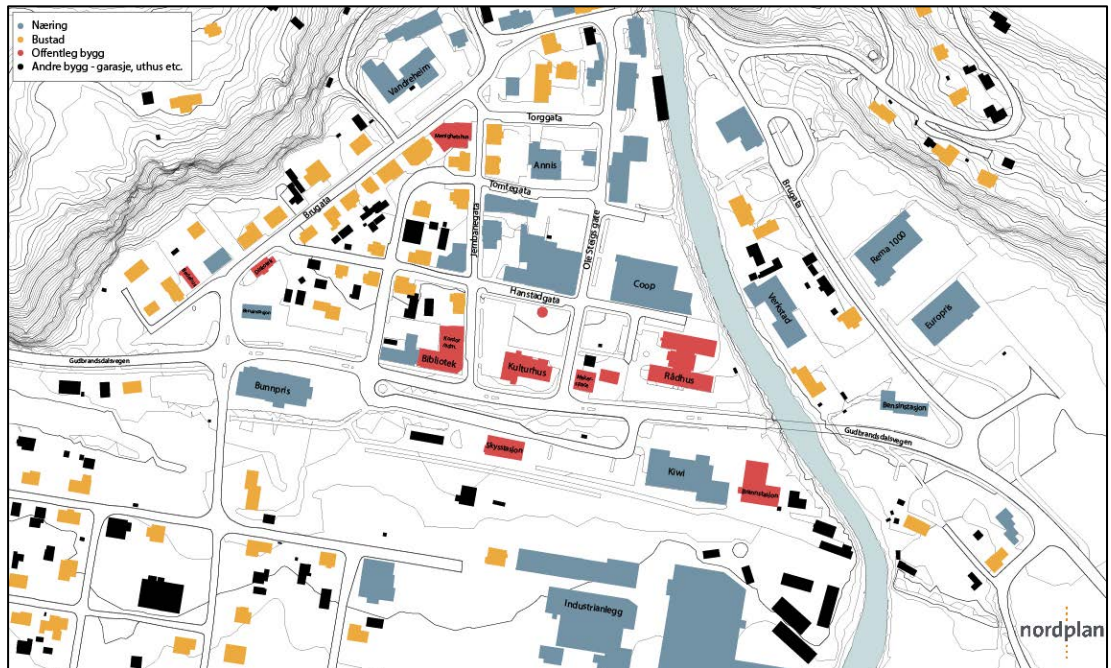 Næring
Bustad
Offentleg bygg
Andre bygg - garasje, uthus etc.
Vandreheim
Torggata
Annis
Tomtegata
Brugata
Brugata
Jernbanegata
Ole Steigs gate
Rema 1000
Coop
Hanstadgata
Verkstad
Europris
Bibliotek
Kulturhus
Rådhus
Gudbrandsdalsvegen
Bunnpris
Bensinstasjon
Gudbrandsdalsvegen
Skysstasjon
Kiwi
Brannstasjon
Industrianlegg
nordplan